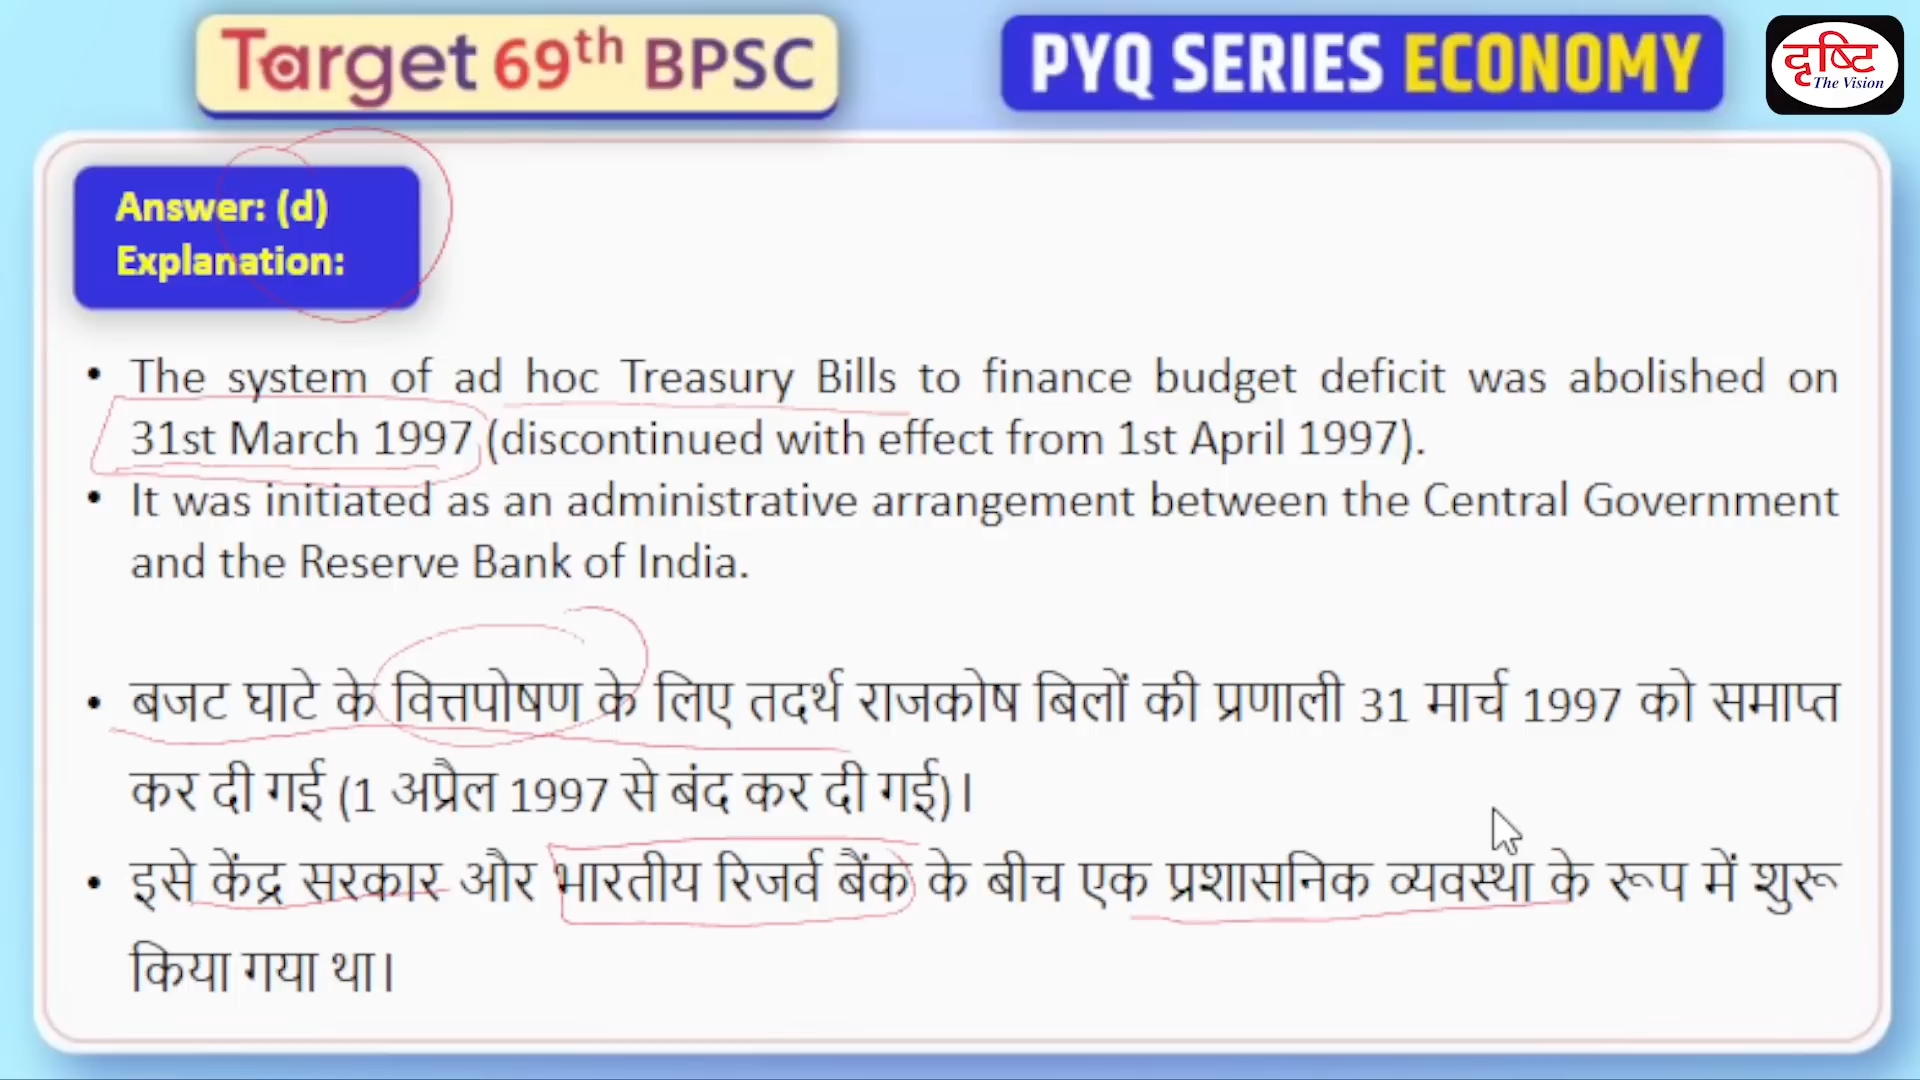 Target 69th BPSC
PYQ SERIES ECONOMY
दृष्टि
The Vision
Answer: (d)
Explanation:
• The system of ad hoc Treasury Bills to finance budget deficit was abolished on
31st March 1997 (discontinued with effect from 1st April 1997).
• It was initiated as an administrative arrangement between the Central Government
and the Reserve Bank of India.
• बजट घाटे के वित्तपोषण के लिए तदर्थ राजकोष बिलों की प्रणाली 31 मार्च 1997 को समाप्त
कर दी गई (1 अप्रैल 1997 से बंद कर दी गई)।
• इसे केंद्र सरकार और भारतीय रिजर्व बैंक के बीच एक प्रशासनिक व्यवस्था के रूप में शुरू
किया गया था।